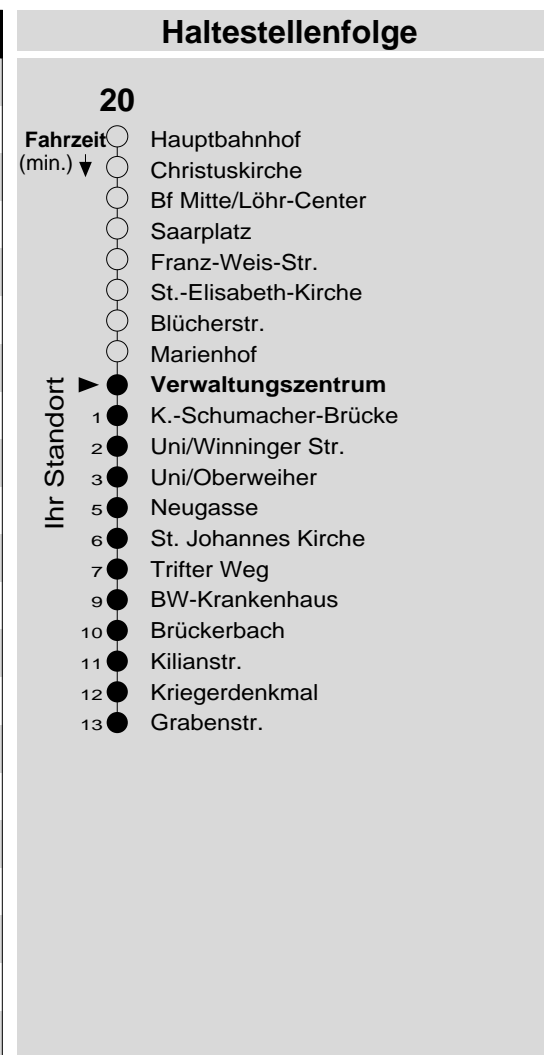 Haltestellenfolge
20
Fahrzeit Hauptbahnhof
(min.) Christuskirche
Bf Mitte/Löhr-Center
Saarplatz
Franz-Weis-Str.
St.-Elisabeth-Kirche
Blücherstr.
Marienhof
Ihr Standort
Verwaltungszentrum
1 K.-Schumacher-Brücke
2 Uni/Winninger Str.
3 Uni/Oberweiher
5 Neugasse
6 St. Johannes Kirche
7 Trifter Weg
9 BW-Krankenhaus
10 Brückerbach
11 Kilianstr.
12 Kriegerdenkmal
13 Grabenstr.